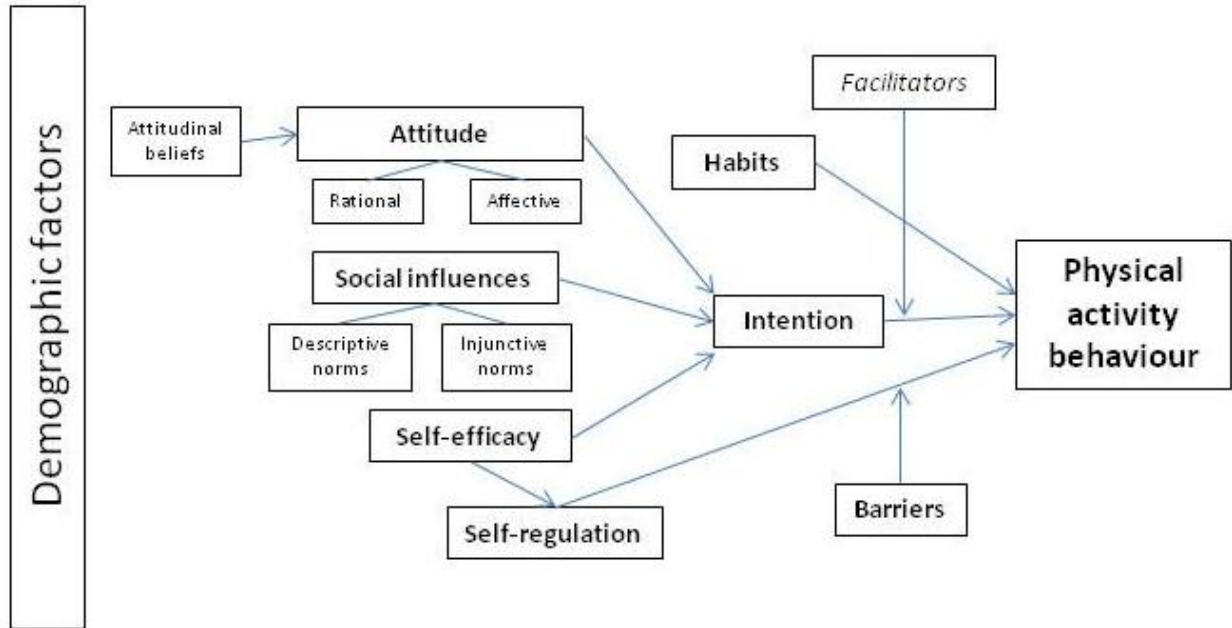 Demographic factors
Attitudinal
beliefs
Attitude
Rational
Affective
Social influences
Descriptive
norms
Injunctive
norms
Self-efficacy
Self-regulation
Intention
Habits
Facilitators
Barriers
Physical
activity
behaviour